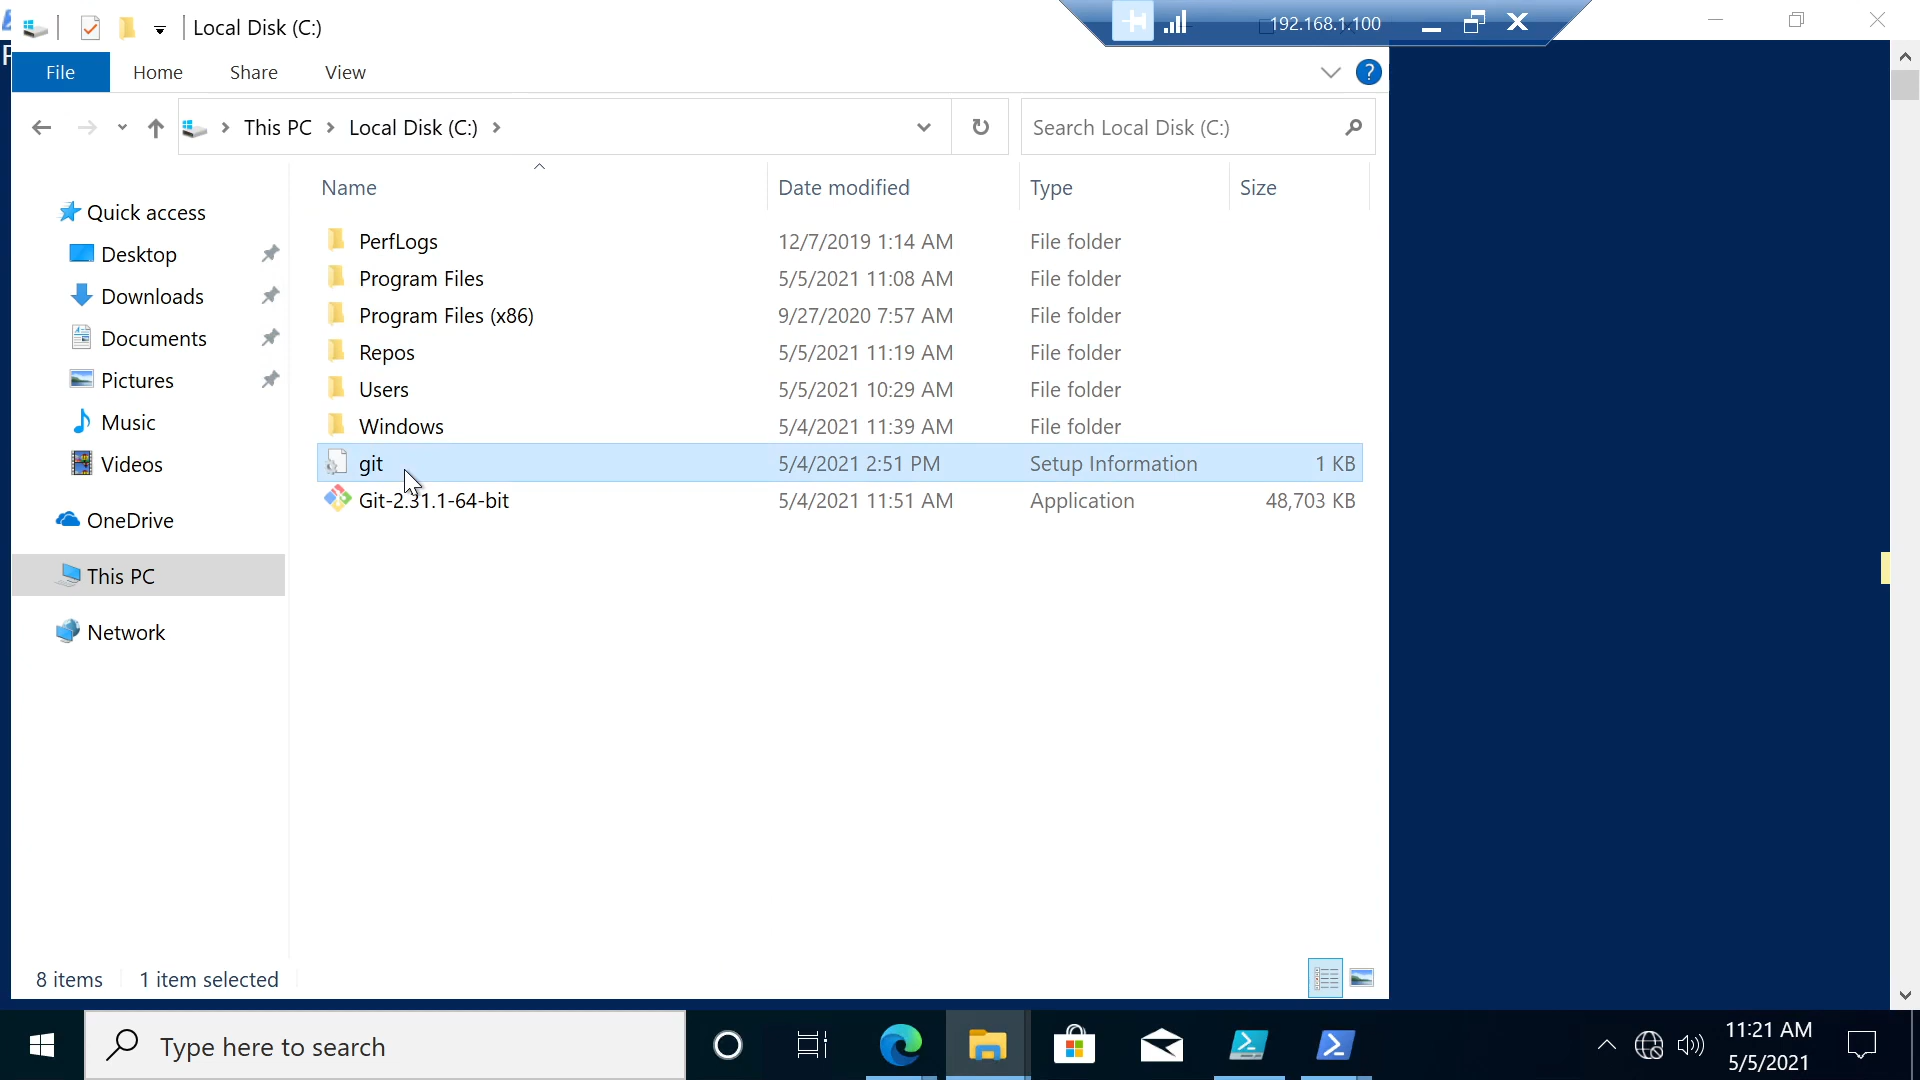 Local Disk (C:)
192.168.1.100
File Home Share View
?
This PC > Local Disk (C:) >
Search Local Disk (C:)
Name Date modified Type Size
Quick access
Desktop
Downloads
Documents
Pictures
Music
Videos
OneDrive
This PC
Network
PerfLogs 12/7/2019 1:14 AM File folder
Program Files 5/5/2021 11:08 AM File folder
Program Files (x86) 9/27/2020 7:57 AM File folder
Repos 5/5/2021 11:19 AM File folder
Users 5/5/2021 10:29 AM File folder
Windows 5/4/2021 11:39 AM File folder
git 5/4/2021 2:51 PM Setup Information 1 KB
Git-2.31.1-64-bit 5/4/2021 11:51 AM Application 48,703 KB
8 items 1 item selected
Type here to search
11:21 AM
5/5/2021